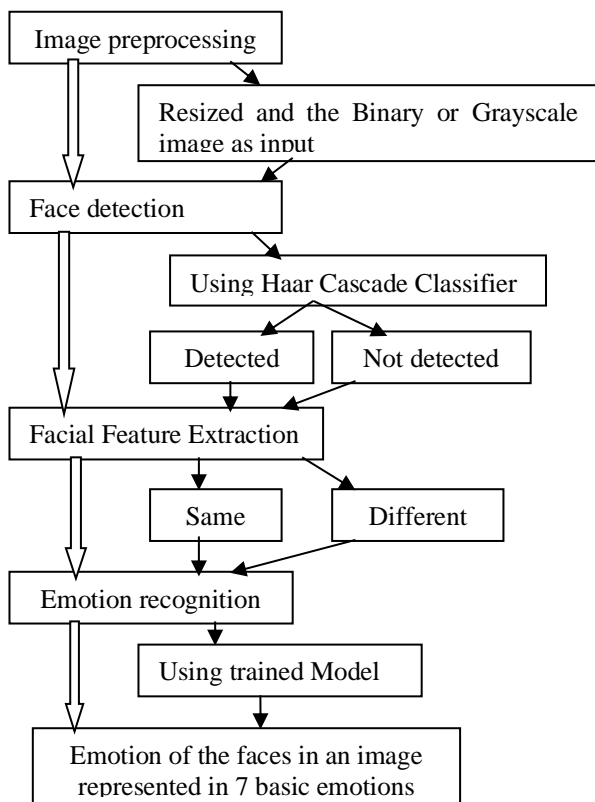 Image preprocessing
Resized and the Binary or Grayscale
image as input
Face detection
Using Haar Cascade Classifier
Detected
Not detected
Facial Feature Extraction
Same
Different
Emotion recognition
Using trained Model
Emotion of the faces in an image
represented in 7 basic emotions